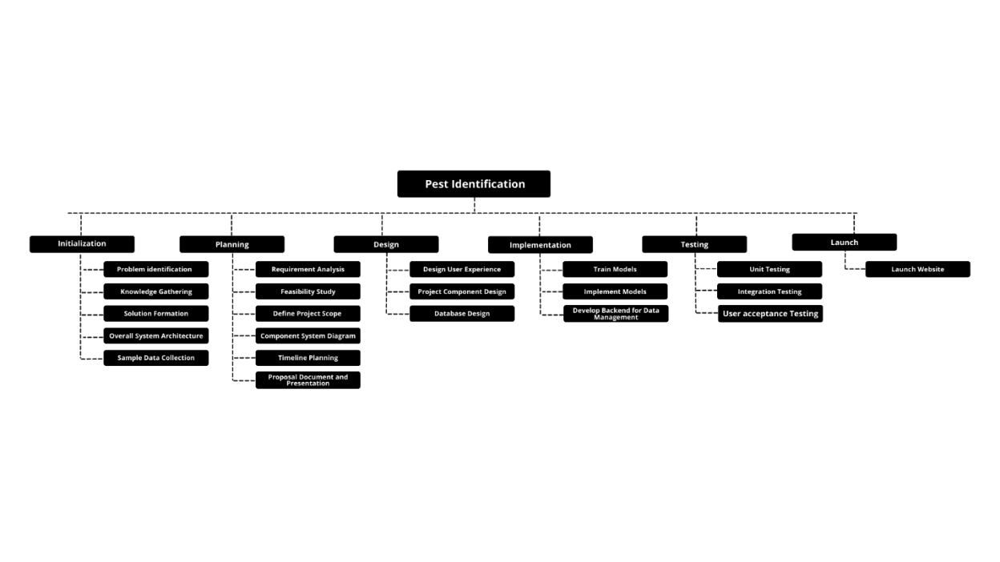 Pest Identification
Initialization
Problem identification
Knowledge Gathering
Solution Formation
Overall System Architecture
Sample Data Collection
Planning
Requirement Analysis
Feasibility Study
Define Project Scope
Component System Diagram
Timeline Planning
Proposal Document and
Presentation
Design
Design User Experience
Project Component Design
Database Design
Implementation
Train Models
Implement Models
Develop Backend for Data
Management
Testing
Unit Testing
Integration Testing
User acceptance Testing
Launch
Launch Website